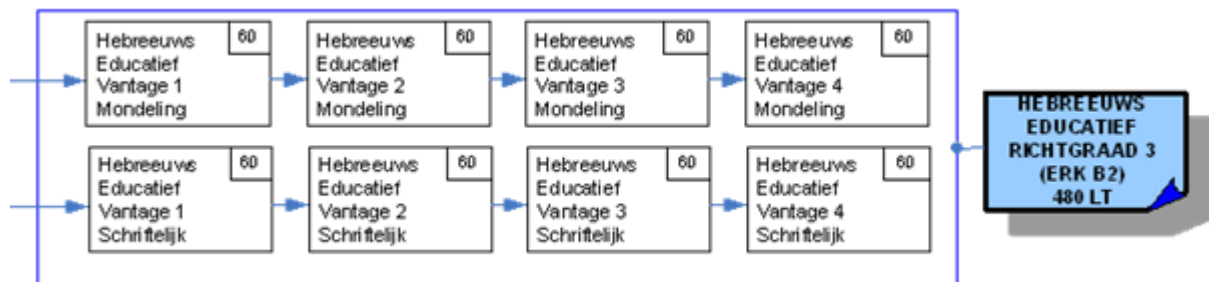 Hebreeuws
Educatief
Vantage 1
Mondeling
60
Hebreeuws
Educatief
Vantage 2
Mondeling
60
Hebreeuws
Educatief
Vantage 3
Mondeling
60
Hebreeuws
Educatief
Vantage 4
Mondeling
60
Hebreeuws
Educatief
Vantage 1
Schriftelijk
60
Hebreeuws
Educatief
Vantage 2
Schriftelijk
60
Hebreeuws
Educatief
Vantage 3
Schriftelijk
60
Hebreeuws
Educatief
Vantage 4
Schriftelijk
60
HEBREEUWS
EDUCATIEF
RICHTGRAAD 3
(ERK B2)
480 LT